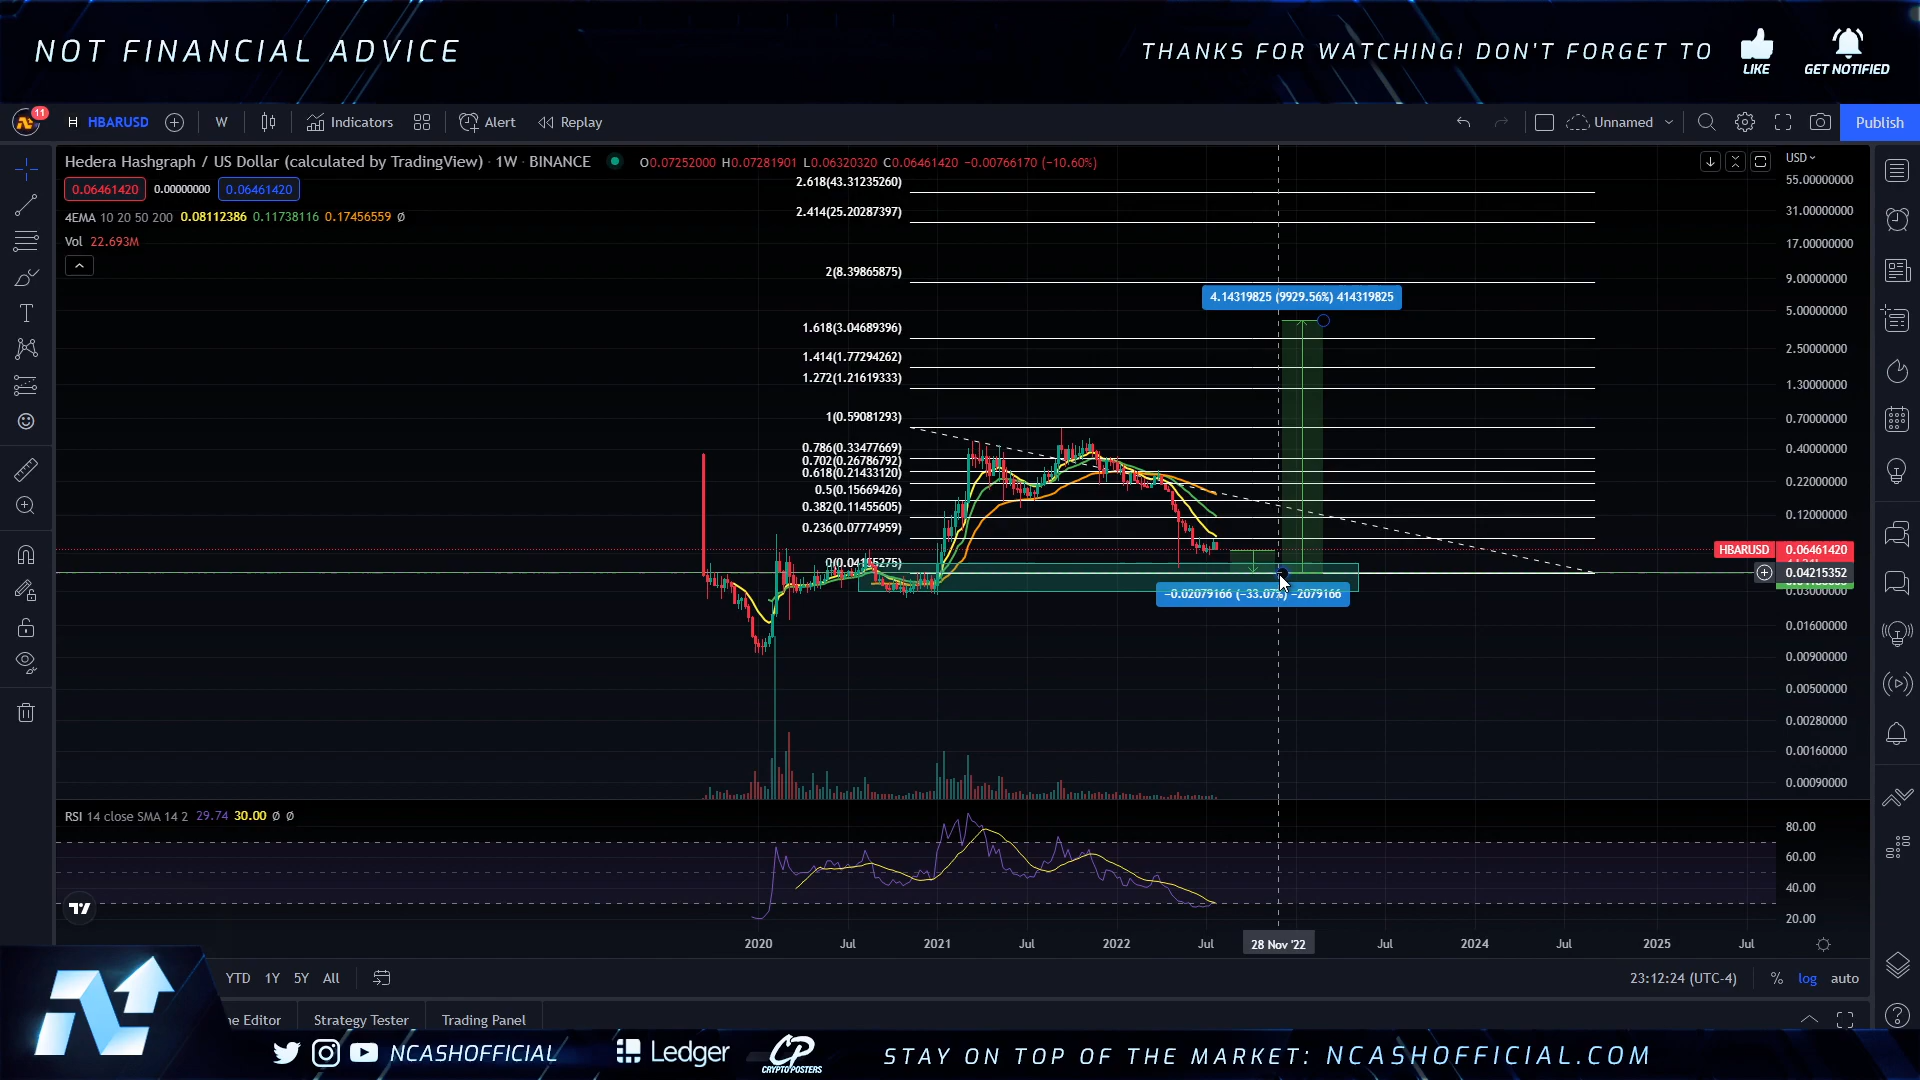 NOT FINANCIAL ADVICE
THANKS FOR WATCHING! DON'T FORGET TO
LIKE
GET NOTIFIED
11
H HBARUSD W Indicators Alert Replay Unnamed Publish
Hedera Hashgraph / US Dollar (calculated by TradingView) · 1W · BINANCE O0.07252000 H0.07281901 L0.06320320 C0.06461420 −0.00766170 (−10.60%)
USD
0.06461420 0.00000000 0.06461420
4EMA 10 20 50 200 0.08112386 0.11738116 0.17456559 Ø
Vol 22.693M
2.618(43.31235260)
2.414(25.20287397)
2(8.39865875)
1.618(3.04689396)
1.414(1.77294262)
1.272(1.21619333)
1(0.59081293)
0.786(0.33477669)
0.702(0.26786792)
0.618(0.21433120)
0.5(0.15669426)
0.382(0.11455605)
0.236(0.07774959)
4.14319825 (9929.56%) 414319825
−0.02079166 (−33.07%) −2079166
55.00000000
31.00000000
17.00000000
9.00000000
5.00000000
2.50000000
1.30000000
0.70000000
0.40000000
0.22000000
0.12000000
HBARUSD 0.06461420
0.04215352
0.03000000
0.01600000
0.00900000
0.00500000
0.00280000
0.00160000
0.00090000
RSI 14 close SMA 14 2 29.74 30.00 Ø Ø
80.00
60.00
40.00
20.00
2020 Jul 2021 Jul 2022 Jul 28 Nov '22 Jul 2024 Jul 2025 Jul
YTD 1Y 5Y All
23:12:24 (UTC-4) % log auto
ne Editor Strategy Tester Trading Panel
NCASHOFFICIAL
Ledger
CP
CRYPTOPOSTERS
STAY ON TOP OF THE MARKET: NCASHOFFICIAL.COM